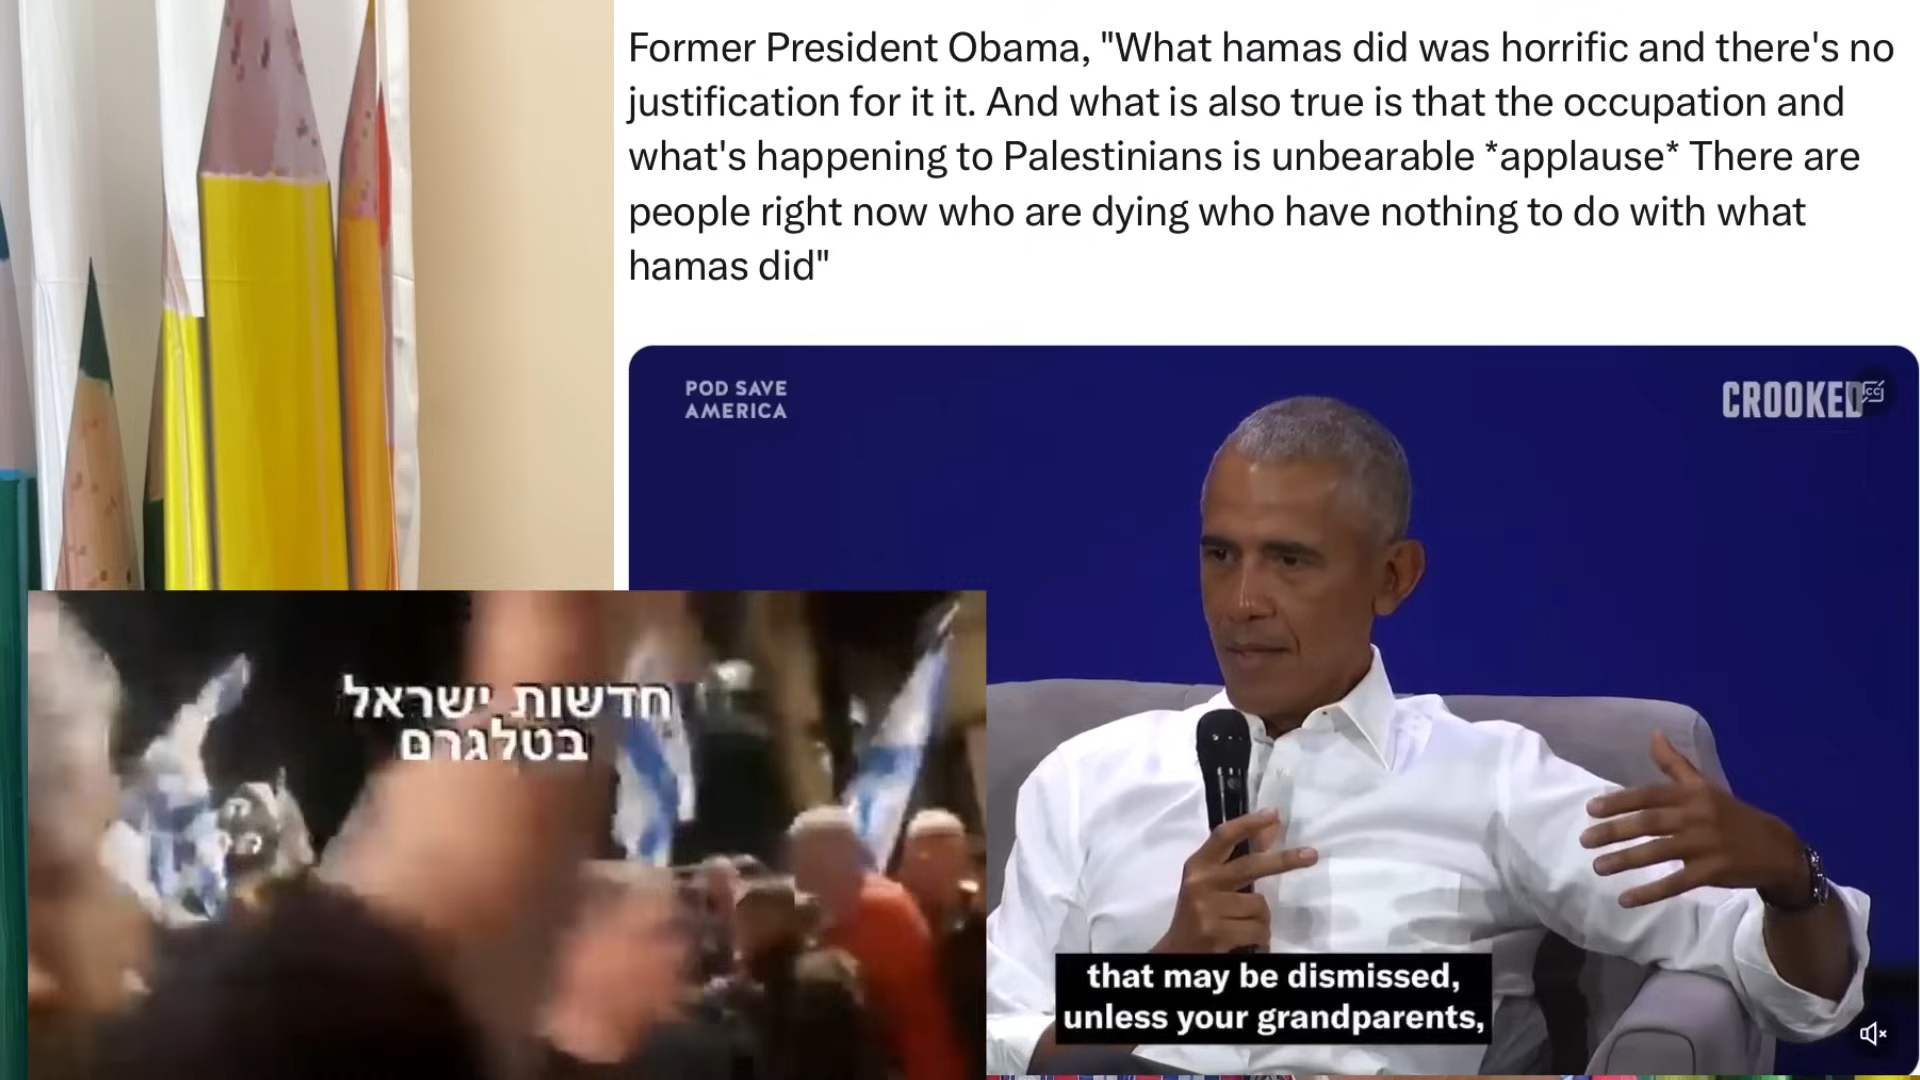 Former President Obama, "What hamas did was horrific and there's no
justification for it it. And what is also true is that the occupation and
what's happening to Palestinians is unbearable *applause* There are
people right now who are dying who have nothing to do with what
hamas did"
POD SAVE
AMERICA
CROOKED
CC
חדשות ישראל
בטלגרם
that may be dismissed,
unless your grandparents,